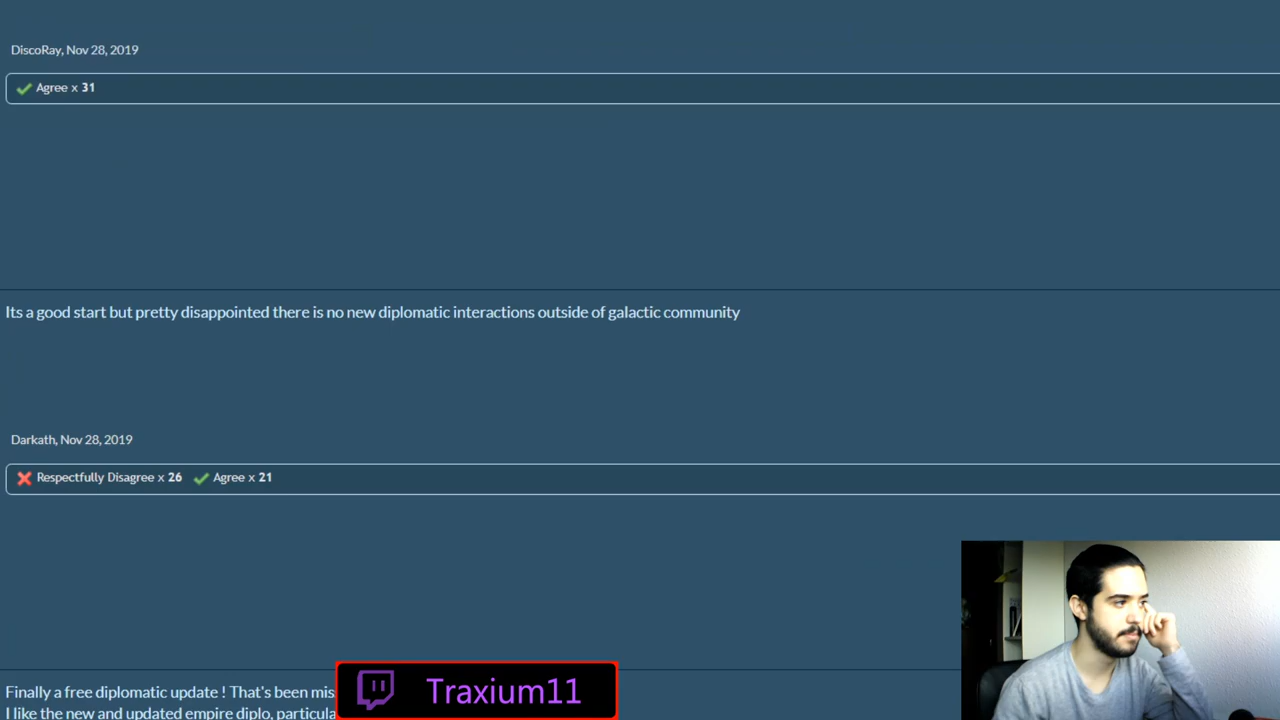 DiscoRay, Nov 28, 2019
Agree x 31
Its a good start but pretty disappointed there is no new diplomatic interactions outside of galactic community
Darkath, Nov 28, 2019
Respectfully Disagree x 26 Agree x 21
Finally a free diplomatic update ! That's been mis
I like the new and updated empire diplo, particula
Traxium11